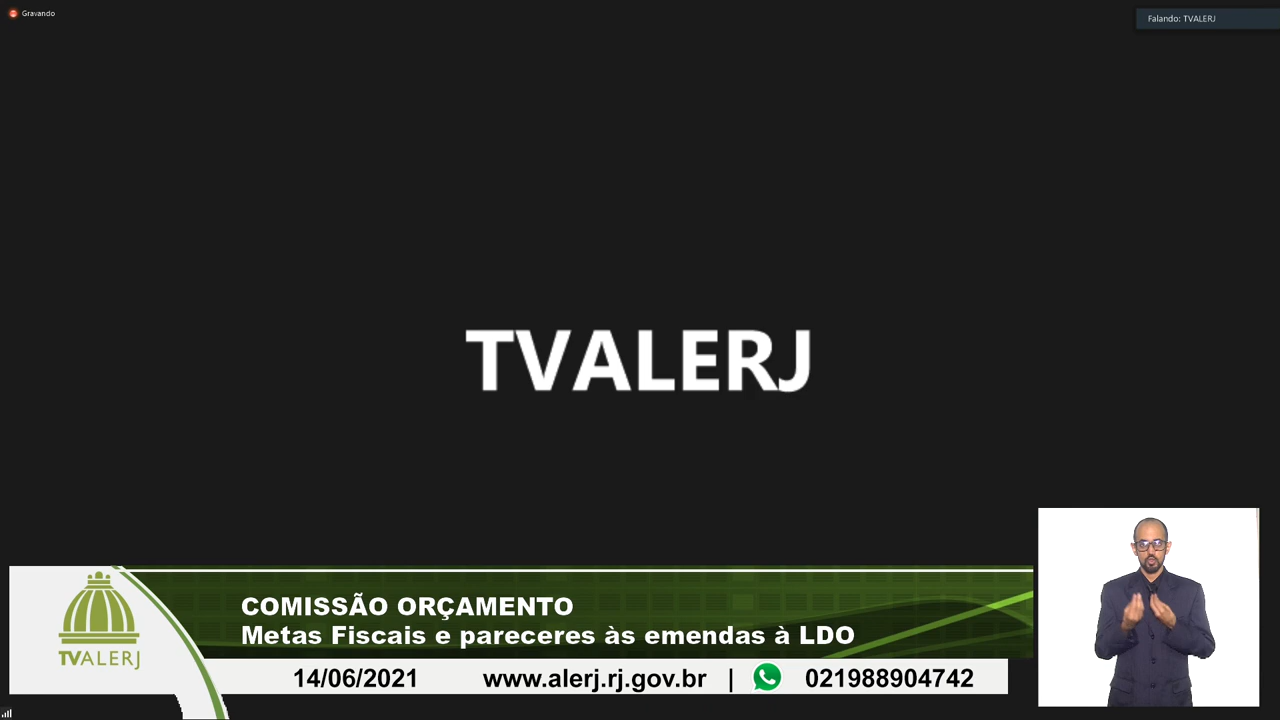 Gravando
Falando: TVALERJ
TVALERJ
COMISSÃO ORÇAMENTO
Metas Fiscais e pareceres às emendas à LDO
TVALERJ
14/06/2021 www.alerj.rj.gov.br | 021988904742